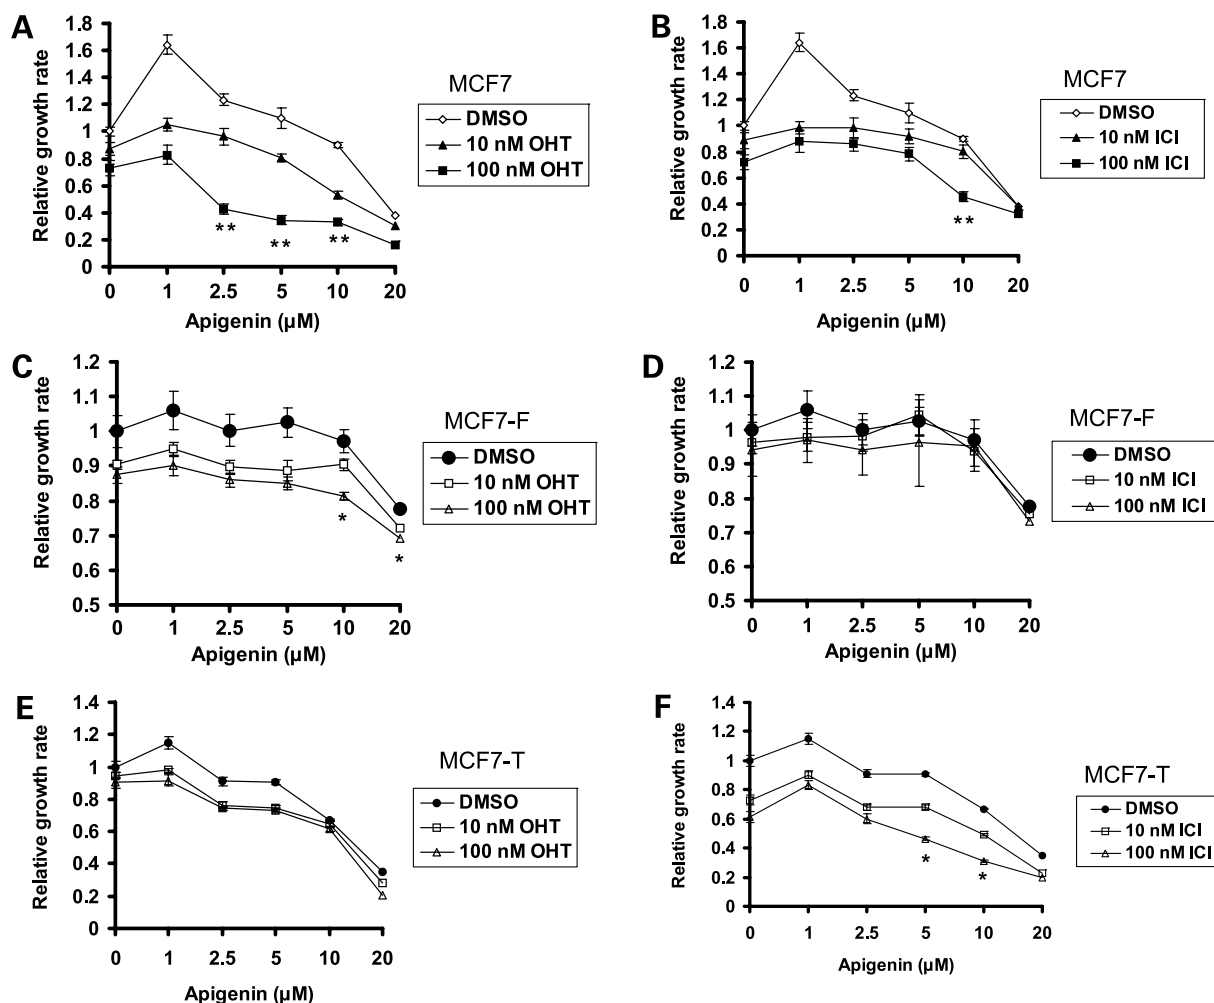 A
Relative growth rate
1.8
1.6
1.4
1.2
1
0.8
0.6
0.4
0.2
0
** ** **
0 1 2.5 5 10 20
Apigenin (µM)
MCF7
DMSO
10 nM OHT
100 nM OHT
B
Relative growth rate
1.8
1.6
1.4
1.2
1
0.8
0.6
0.4
0.2
0
**
0 1 2.5 5 10 20
Apigenin (µM)
MCF7
DMSO
10 nM ICI
100 nM ICI
C
Relative growth rate
1.2
1.1
1
0.9
0.8
0.7
0.6
0.5
* *
0 1 2.5 5 10 20
Apigenin (µM)
MCF7-F
DMSO
10 nM OHT
100 nM OHT
D
Relative growth rate
1.2
1.1
1
0.9
0.8
0.7
0.6
0.5
0 1 2.5 5 10 20
Apigenin (µM)
MCF7-F
DMSO
10 nM ICI
100 nM ICI
E
Relative growth rate
1.4
1.2
1
0.8
0.6
0.4
0.2
0
0 1 2.5 5 10 20
Apigenin (µM)
MCF7-T
DMSO
10 nM OHT
100 nM OHT
F
Relative growth rate
1.4
1.2
1
0.8
0.6
0.4
0.2
0
* *
0 1 2.5 5 10 20
Apigenin (µM)
MCF7-T
DMSO
10 nM ICI
100 nM ICI